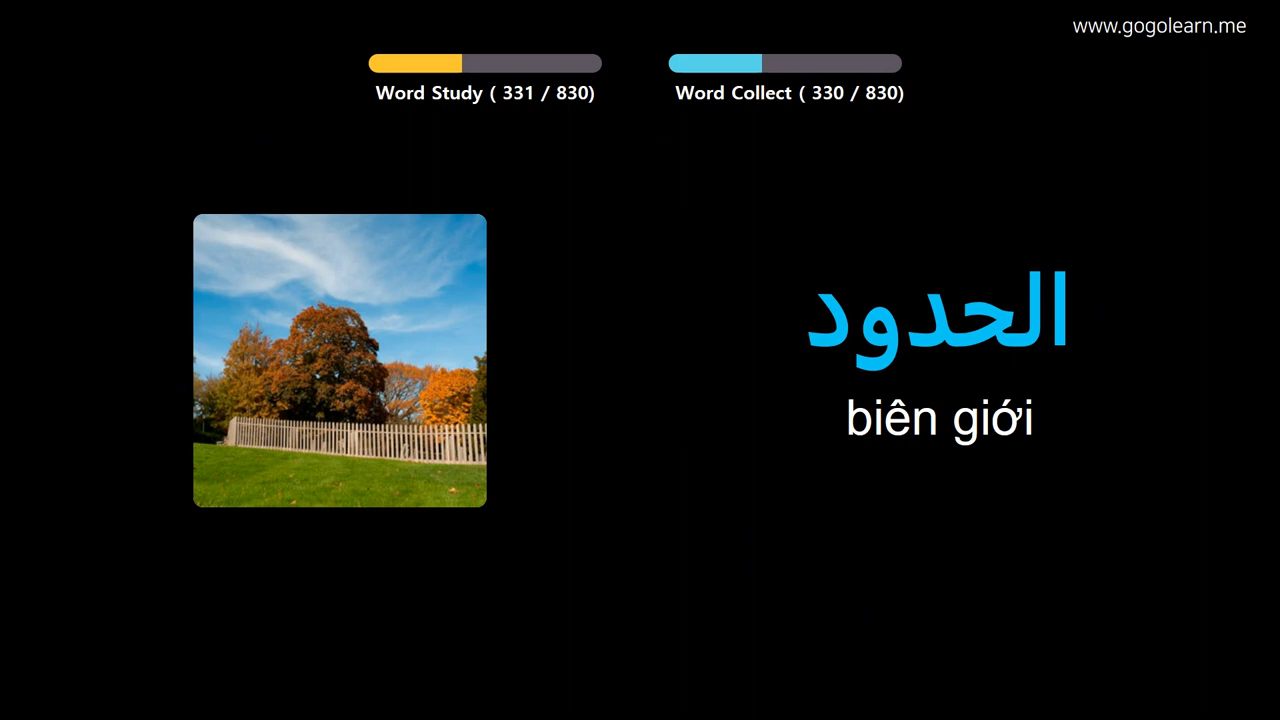 www.gogolearn.me
Word Study ( 331 / 830)
Word Collect ( 330 / 830)
الحدود
biên giới